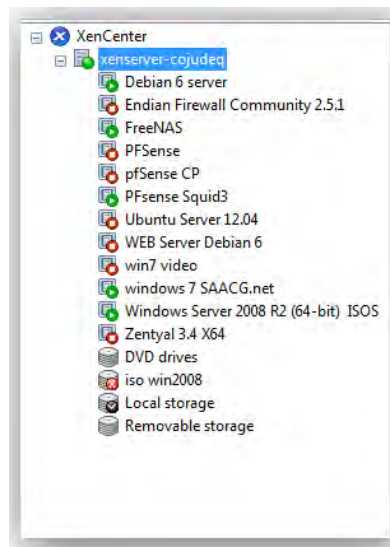 XenCenter
xenserver-cojudeq
Debian 6 server
Endian Firewall Community 2.5.1
FreeNAS
PFSense
pfSense CP
PFsense Squid3
Ubuntu Server 12.04
WEB Server Debian 6
win7 video
windows 7 SAACG.net
Windows Server 2008 R2 (64-bit) ISOS
Zentyal 3.4 X64
DVD drives
iso win2008
Local storage
Removable storage